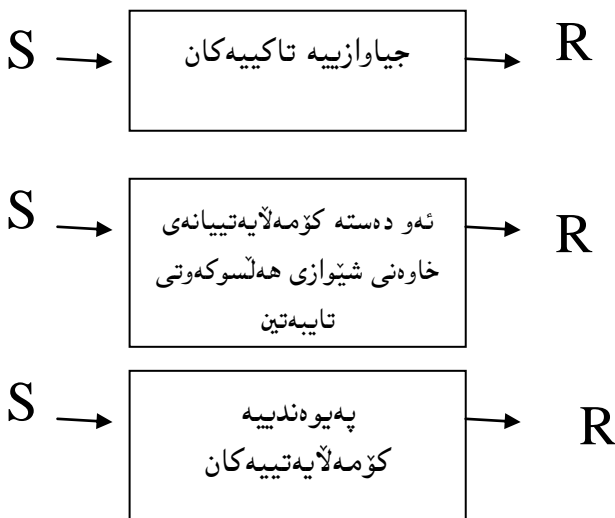 S
جیاوازییە تاکییەکان
R
S
ئەو دەستە کۆمەڵایەتییانەی
خاوەنی شێوازی هەڵسوکەوتی
تایبەتین
R
S
پەیوەندییە
کۆمەڵایەتییەکان
R